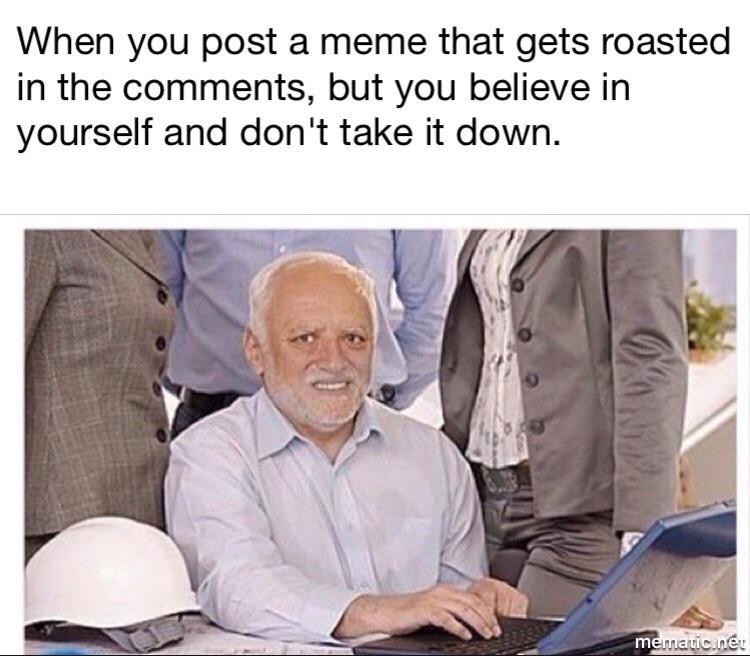 When you post a meme that gets roasted
in the comments, but you believe in
yourself and don't take it down.
mematic.net